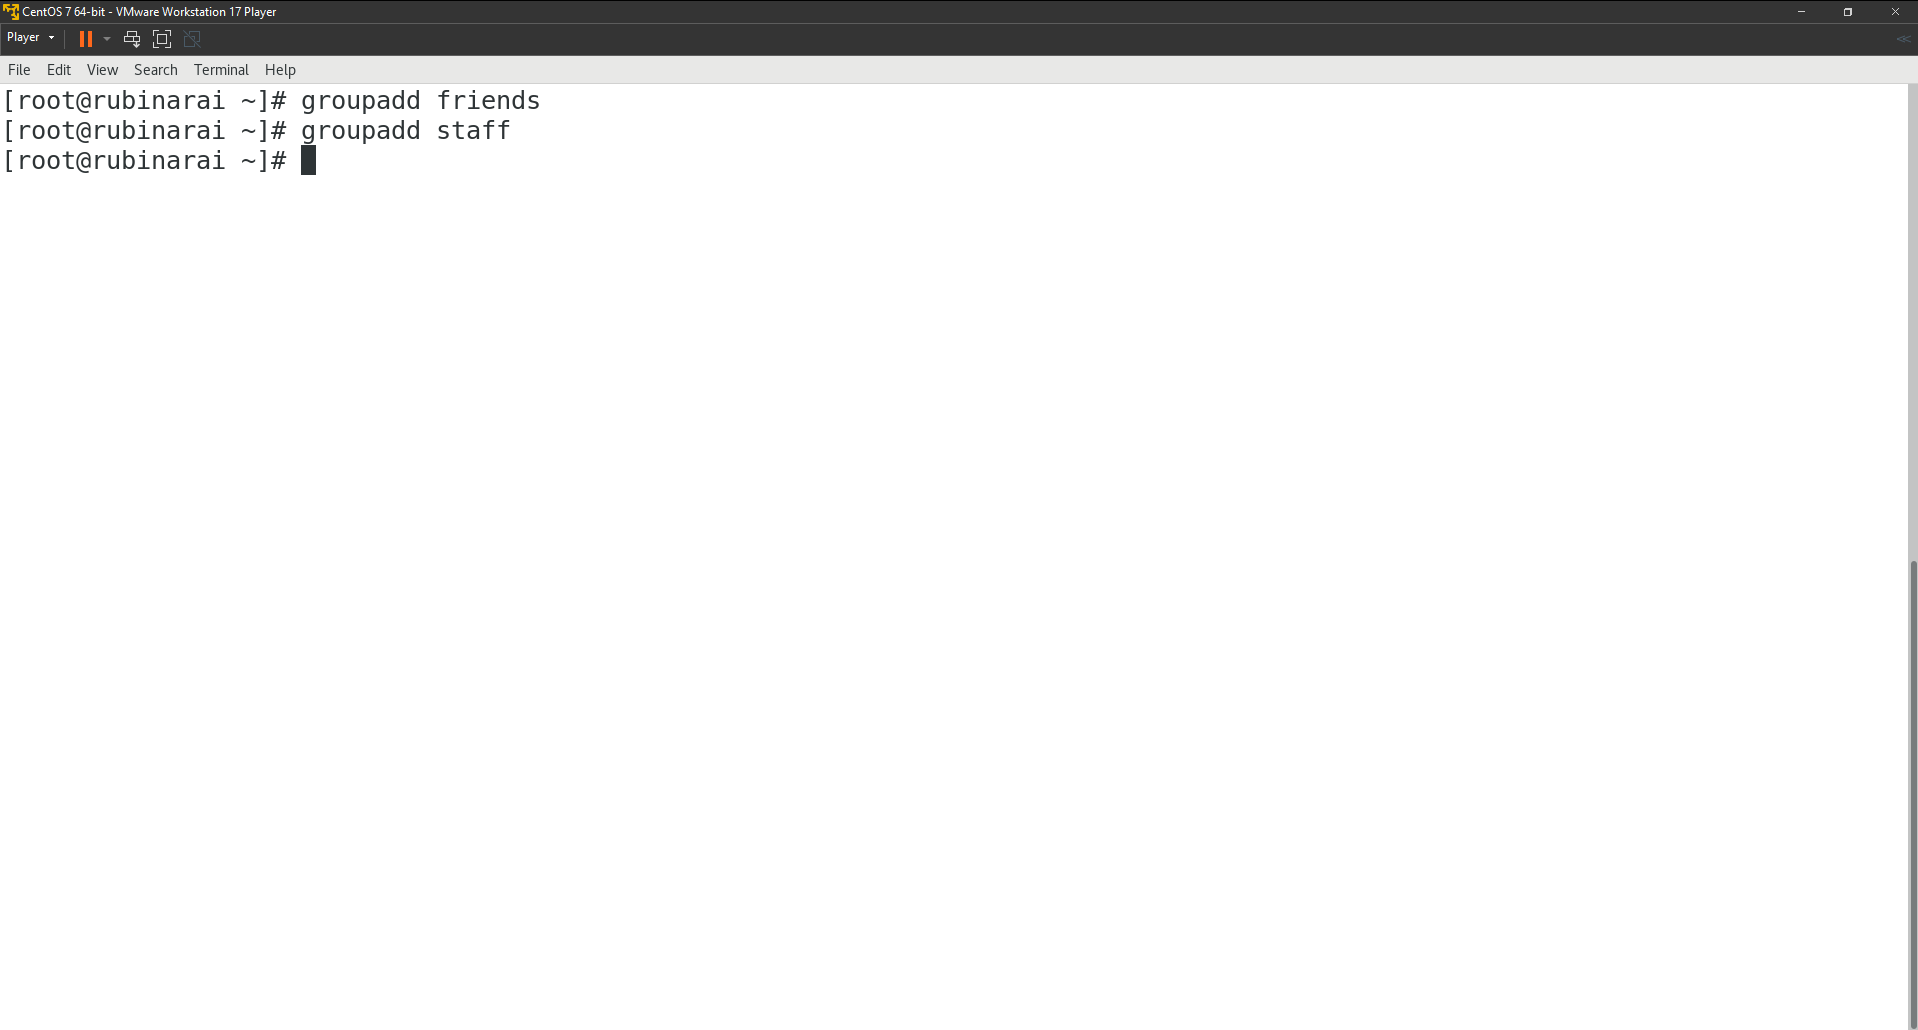 CentOS 7 64-bit - VMware Workstation 17 Player
Player
File Edit View Search Terminal Help
[root@rubinarai ~]# groupadd friends
[root@rubinarai ~]# groupadd staff
[root@rubinarai ~]#